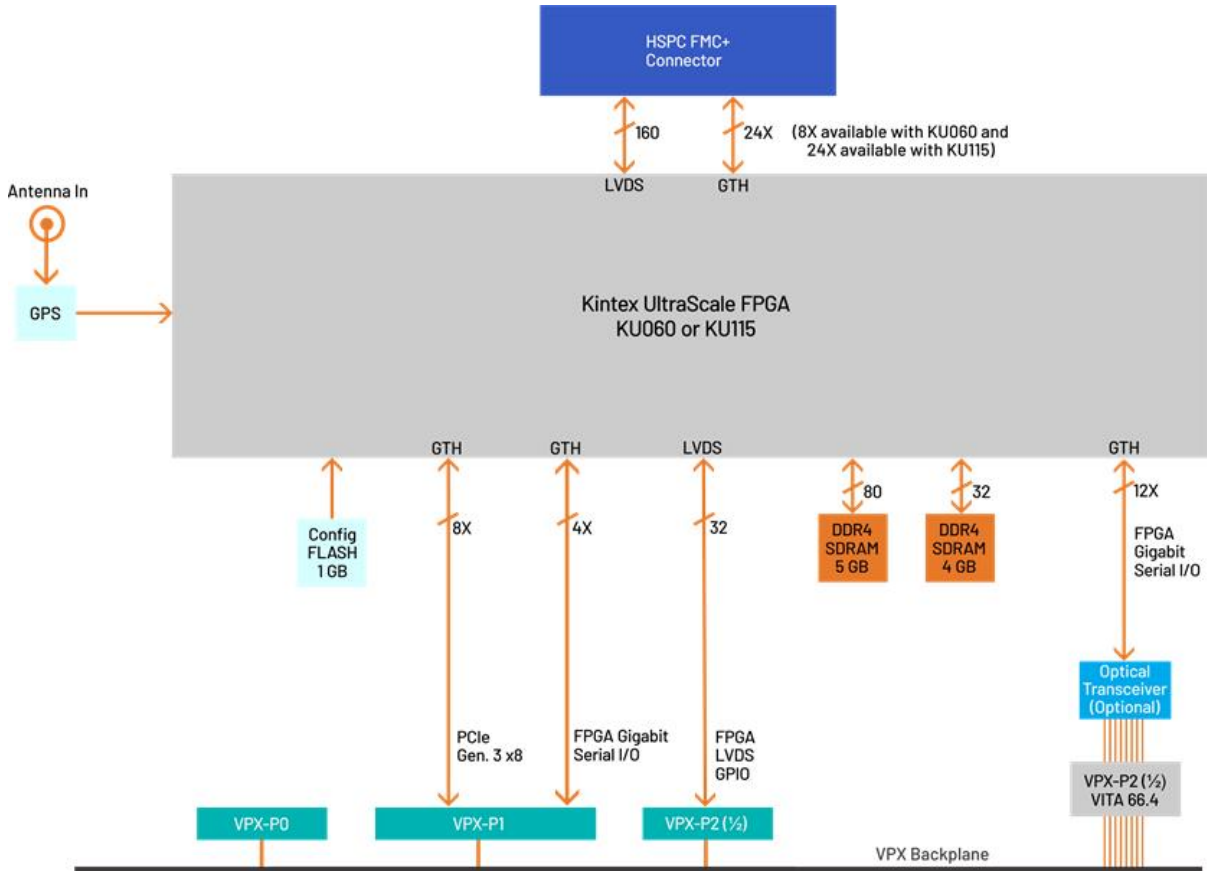 HSPC FMC+
Connector
160
24X
(8X available with KU060 and
24X available with KU115)
LVDS
GTH
Antenna In
GPS
Kintex UltraScale FPGA
KU060 or KU115
GTH
GTH
LVDS
GTH
Config
FLASH
1 GB
8X
4X
32
80
32
12X
DDR4
SDRAM
5 GB
DDR4
SDRAM
4 GB
FPGA
Gigabit
Serial I/O
Optical
Transceiver
(Optional)
PCIe
Gen. 3 x8
FPGA Gigabit
Serial I/O
FPGA
LVDS
GPIO
VPX-P2 (½)
VITA 66.4
VPX-P0
VPX-P1
VPX-P2 (½)
VPX Backplane